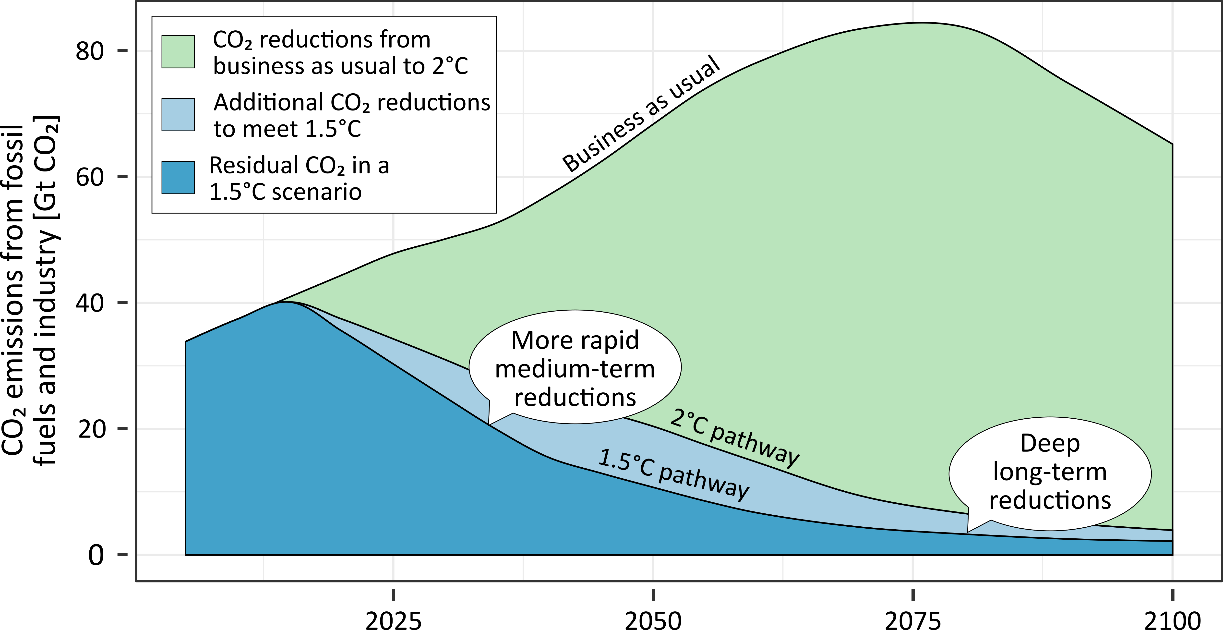 CO₂ emissions from fossil
fuels and industry [Gt CO₂]
80
60
40
20
0
CO₂ reductions from
business as usual to 2°C
Additional CO₂ reductions
to meet 1.5°C
Residual CO₂ in a
1.5°C scenario
Business as usual
More rapid
medium-term
reductions
2°C pathway
1.5°C pathway
Deep
long-term
reductions
2025
2050
2075
2100